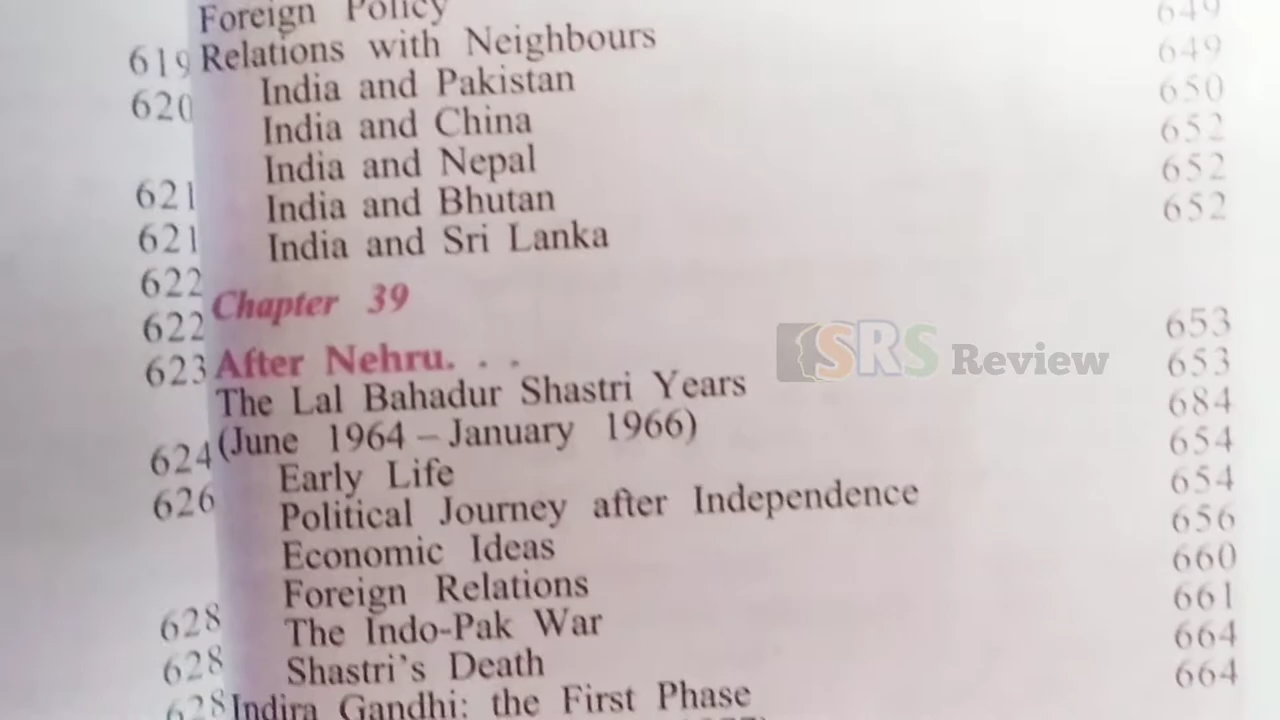 619
620
621
621
622
622
623
624
626
628
628
628
Foreign Policy
Relations with Neighbours 649
India and Pakistan 649
India and China 650
India and Nepal 652
India and Bhutan 652
India and Sri Lanka 652
Chapter 39
After Nehru. . . 653
The Lal Bahadur Shastri Years 653
(June 1964 – January 1966) 684
Early Life 654
Political Journey after Independence 654
Economic Ideas 656
Foreign Relations 660
The Indo-Pak War 661
Shastri's Death 664
Indira Gandhi: the First Phase 664
SRS Review